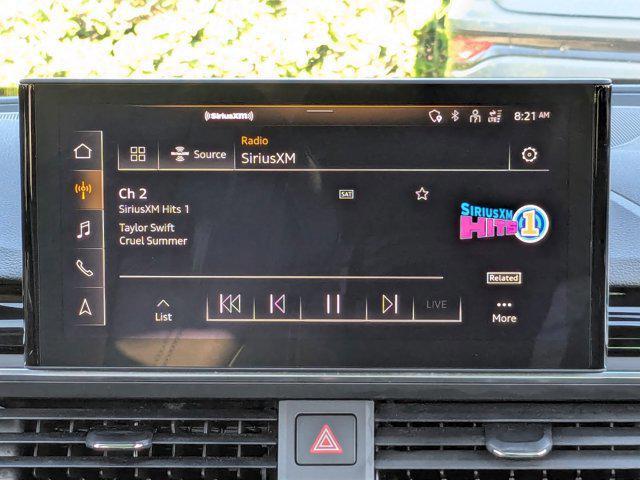 ((SiriusXM))
LTE
8:21 AM
Radio
Source
SiriusXM
Ch 2
SAT
SiriusXM Hits 1
Taylor Swift
Cruel Summer
SIRIUSXM
HITS 1
Related
List
LIVE
More